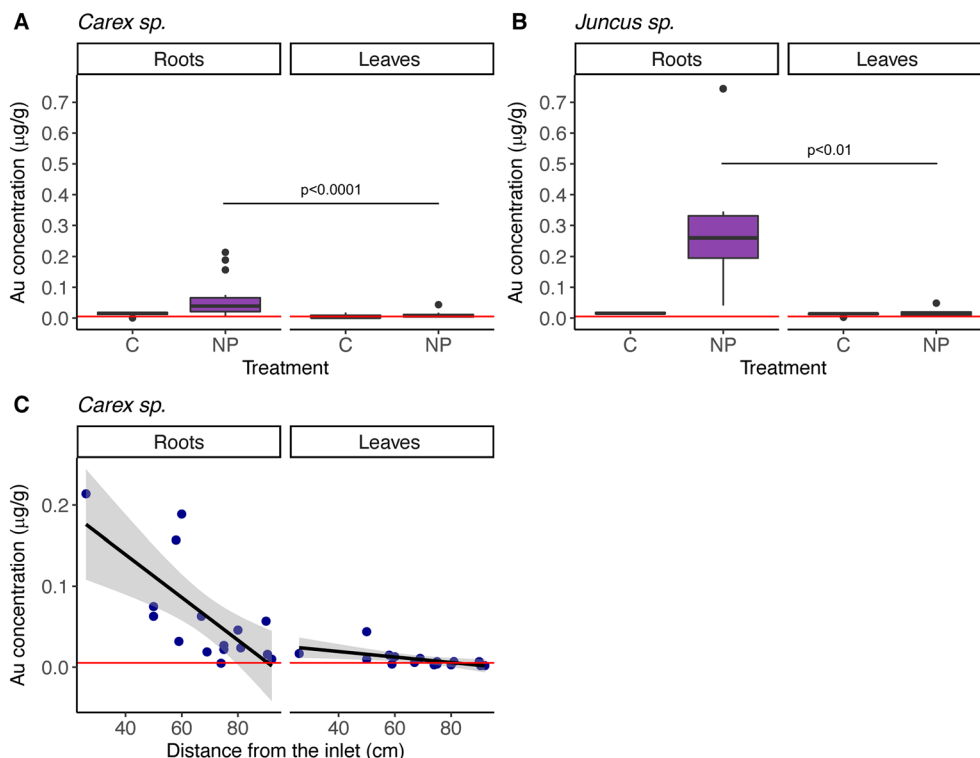 A Carex sp.
Roots Leaves
Au concentration (µg/g)
0.7
0.6
0.5
0.4
0.3
0.2
0.1
0.0
p<0.0001
C NP C NP
Treatment
B Juncus sp.
Roots Leaves
Au concentration (µg/g)
0.7
0.6
0.5
0.4
0.3
0.2
0.1
0.0
p<0.01
C NP C NP
Treatment
C Carex sp.
Roots Leaves
Au concentration (µg/g)
0.2
0.1
0.0
40 60 80 40 60 80
Distance from the inlet (cm)